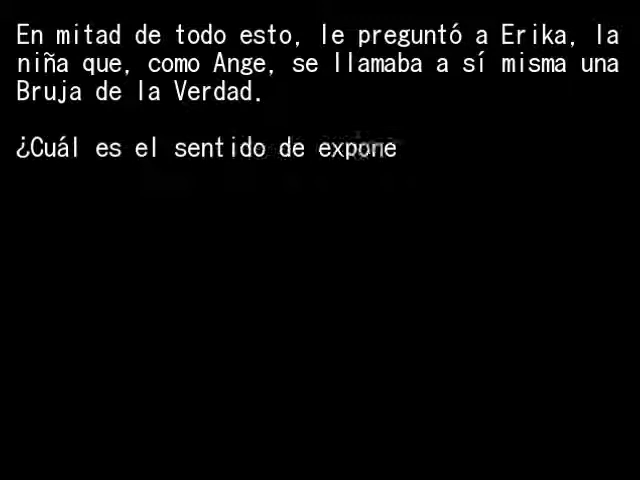 En mitad de todo esto, le preguntó a Erika, la
niña que, como Ange, se llamaba a sí misma una
Bruja de la Verdad.
¿Cuál es el sentido de expone